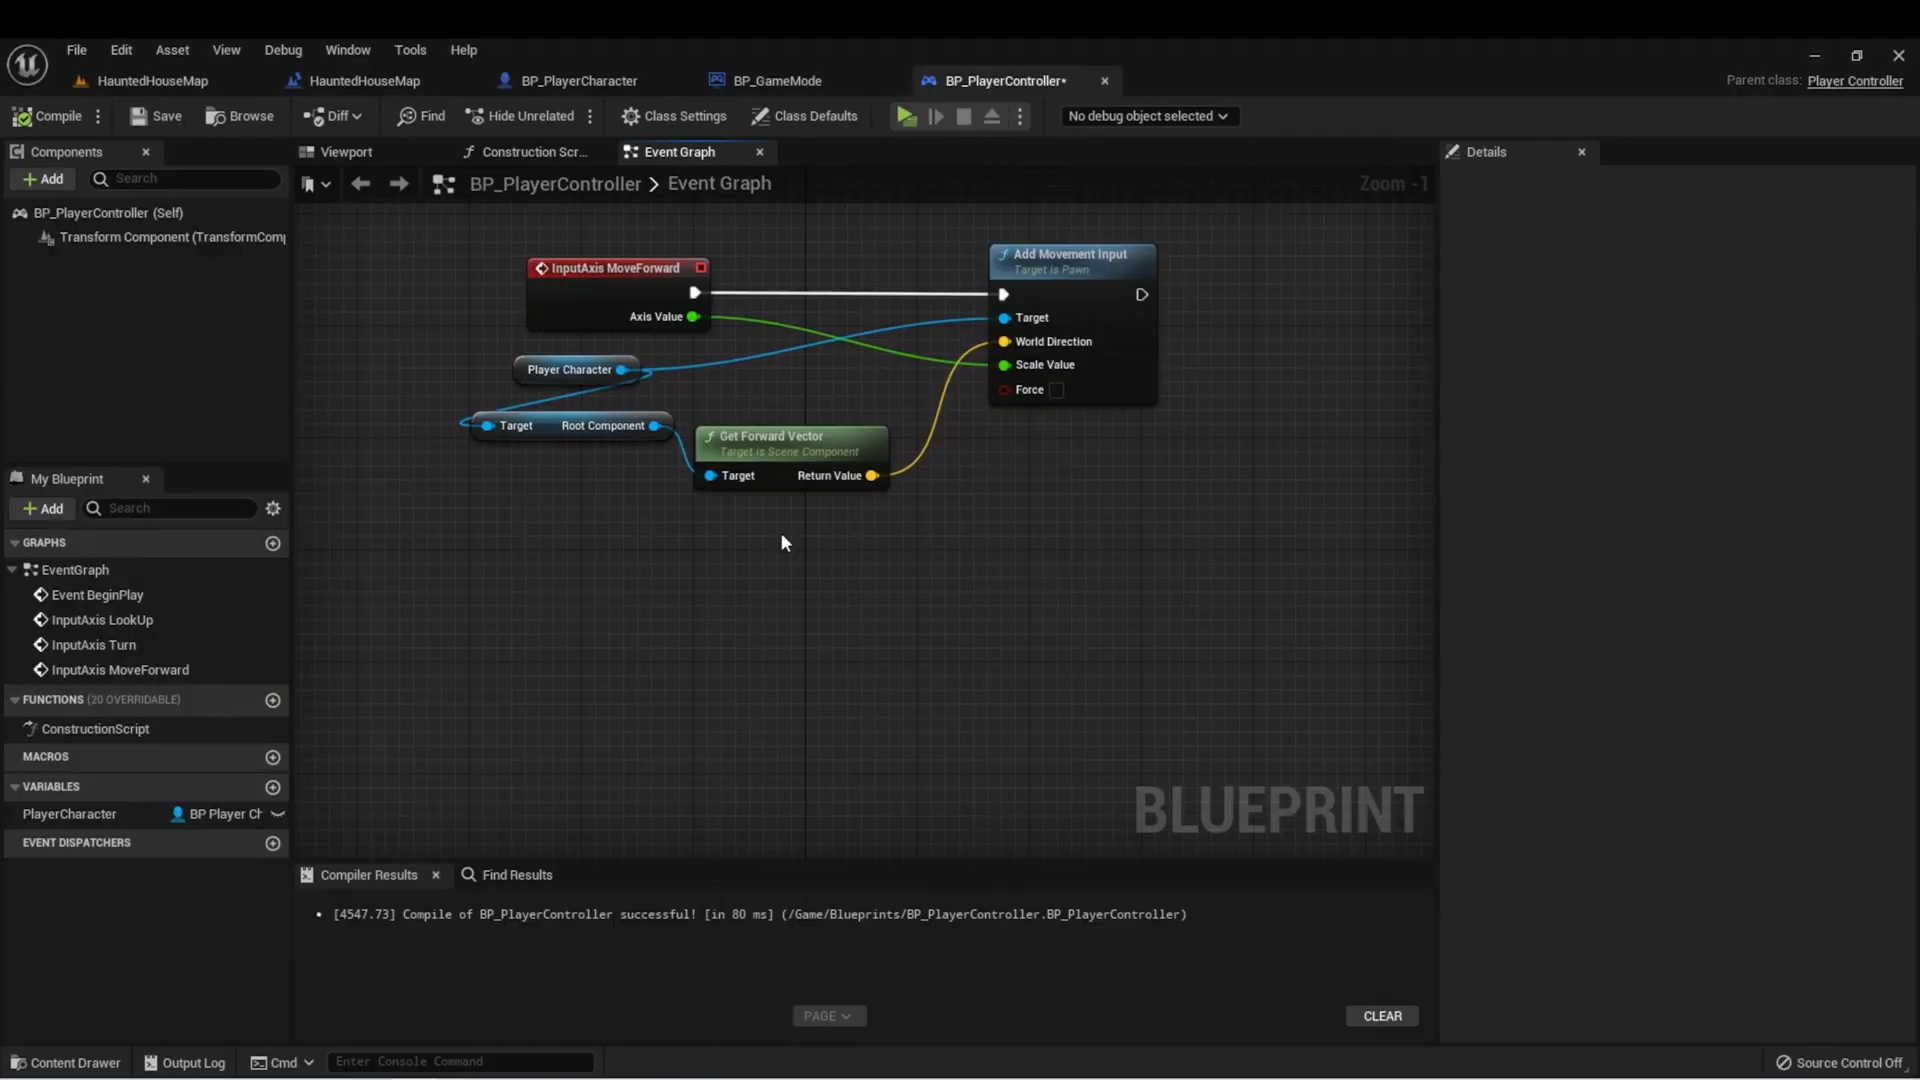 File Edit Asset View Debug Window Tools Help
HauntedHouseMap HauntedHouseMap BP_PlayerCharacter BP_GameMode BP_PlayerController* Parent class: Player Controller
Compile Save Browse Diff Find Hide Unrelated Class Settings Class Defaults No debug object selected
Components
Add Search
BP_PlayerController (Self)
Transform Component (TransformComp
Viewport Construction Scr... Event Graph
BP_PlayerController > Event Graph Zoom -1
InputAxis MoveForward
Axis Value
Add Movement Input
Target is Pawn
Target
World Direction
Scale Value
Force
Player Character
Target Root Component
Get Forward Vector
Target is Scene Component
Target Return Value
BLUEPRINT
Details
My Blueprint
Add Search
GRAPHS
EventGraph
Event BeginPlay
InputAxis LookUp
InputAxis Turn
InputAxis MoveForward
FUNCTIONS (20 OVERRIDABLE)
ConstructionScript
MACROS
VARIABLES
PlayerCharacter BP Player Ch
EVENT DISPATCHERS
Compiler Results Find Results
[4547.73] Compile of BP_PlayerController successful! [in 80 ms] (/Game/Blueprints/BP_PlayerController.BP_PlayerController)
PAGE CLEAR
Content Drawer Output Log Cmd Enter Console Command Source Control Off